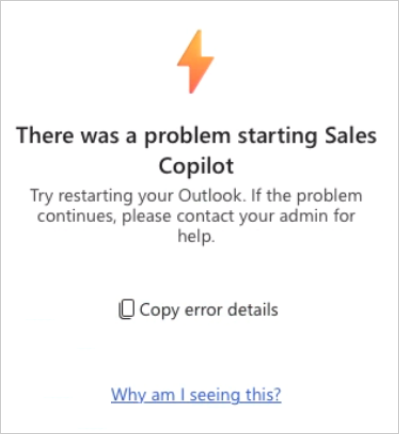 There was a problem starting Sales
Copilot
Try restarting your Outlook. If the problem
continues, please contact your admin for
help.
Copy error details
Why am I seeing this?